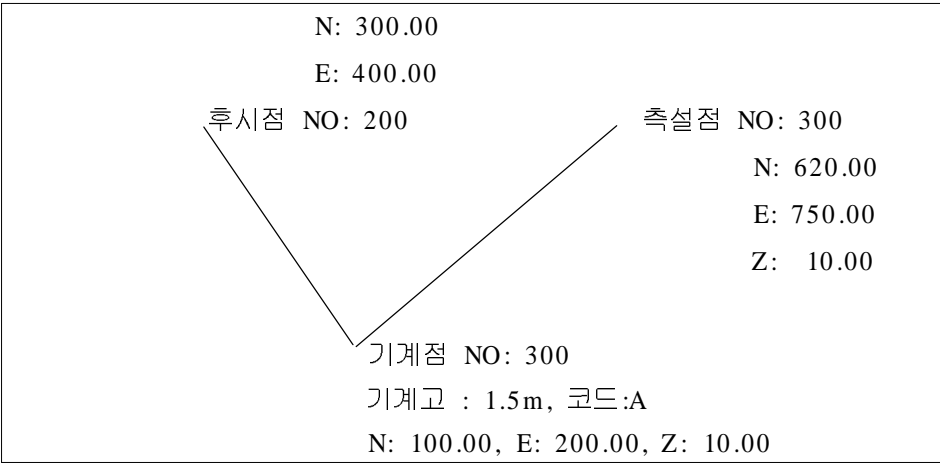 N: 300.00
E: 400.00
후시점 NO: 200
측설점 NO: 300
N: 620.00
E: 750.00
Z: 10.00
기계점 NO: 300
기계고 : 1.5m, 코드:A
N: 100.00, E: 200.00, Z: 10.00